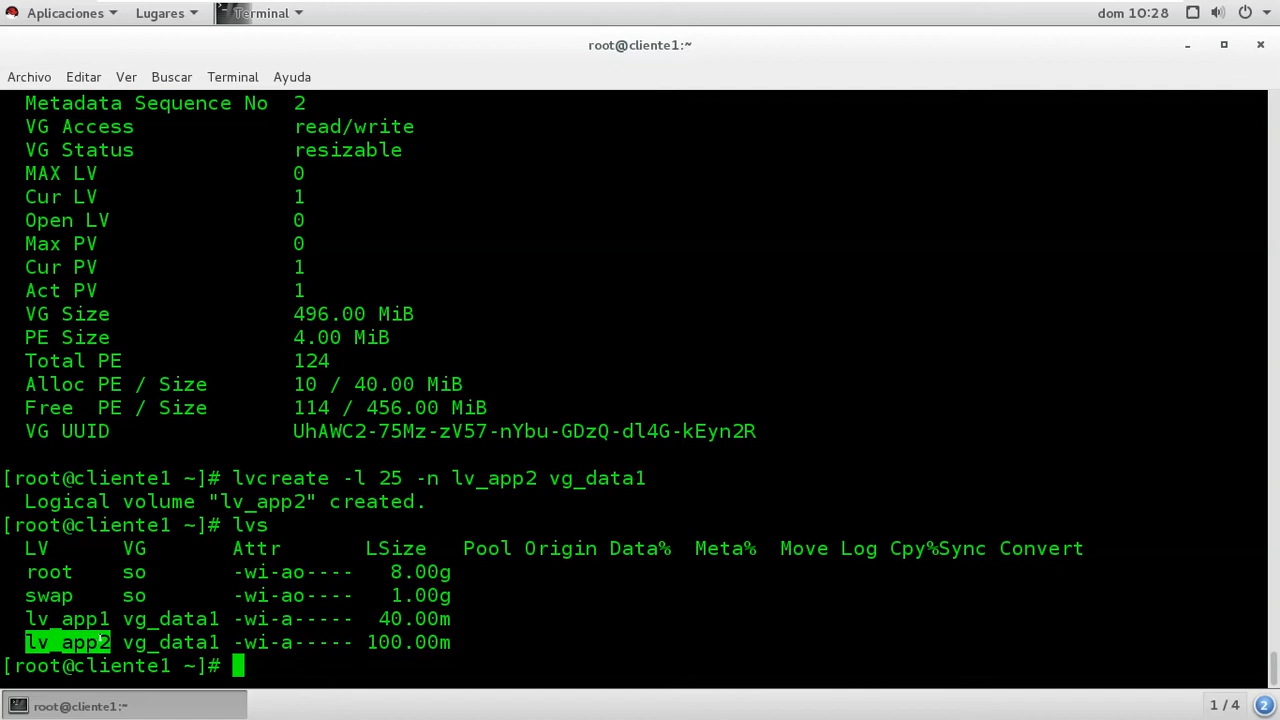 Aplicaciones Lugares Terminal dom 10:28
root@cliente1:~
Archivo Editar Ver Buscar Terminal Ayuda
Metadata Sequence No 2
VG Access read/write
VG Status resizable
MAX LV 0
Cur LV 1
Open LV 0
Max PV 0
Cur PV 1
Act PV 1
VG Size 496.00 MiB
PE Size 4.00 MiB
Total PE 124
Alloc PE / Size 10 / 40.00 MiB
Free PE / Size 114 / 456.00 MiB
VG UUID UhAWC2-75Mz-zV57-nYbu-GDzQ-dl4G-kEyn2R
[root@cliente1 ~]# lvcreate -l 25 -n lv_app2 vg_data1
Logical volume "lv_app2" created.
[root@cliente1 ~]# lvs
LV VG Attr LSize Pool Origin Data% Meta% Move Log Cpy%Sync Convert
root so -wi-ao---- 8.00g
swap so -wi-ao---- 1.00g
lv_app1 vg_data1 -wi-a----- 40.00m
lv_app2 vg_data1 -wi-a----- 100.00m
[root@cliente1 ~]#
root@cliente1:~ 1 / 4 2